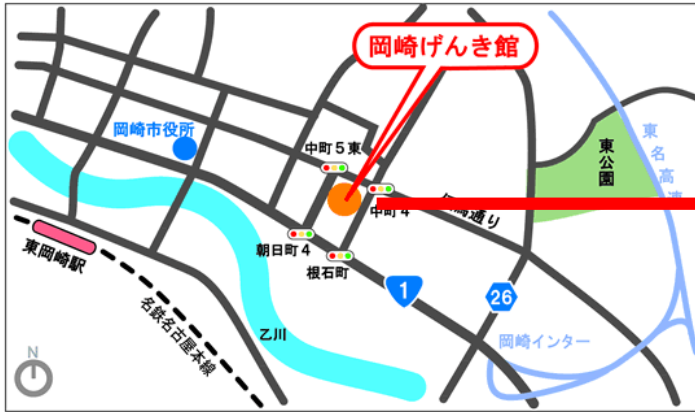 岡崎げんき館
岡崎市役所
中町5東
中町4
通り
東公園
東名高
朝日町4
根石町
東岡崎駅
1
26
名鉄名古屋本線
乙川
岡崎インター
N